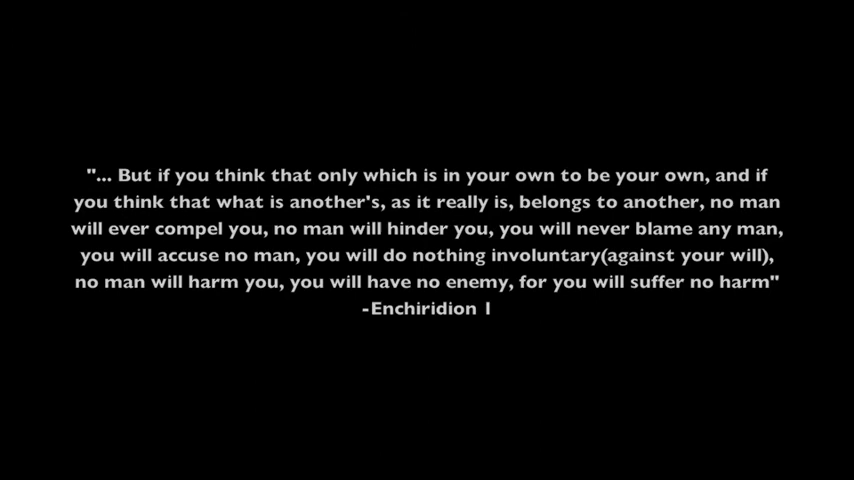 "... But if you think that only which is in your own to be your own, and if
you think that what is another's, as it really is, belongs to another, no man
will ever compel you, no man will hinder you, you will never blame any man,
you will accuse no man, you will do nothing involuntary(against your will),
no man will harm you, you will have no enemy, for you will suffer no harm"
-Enchiridion 1